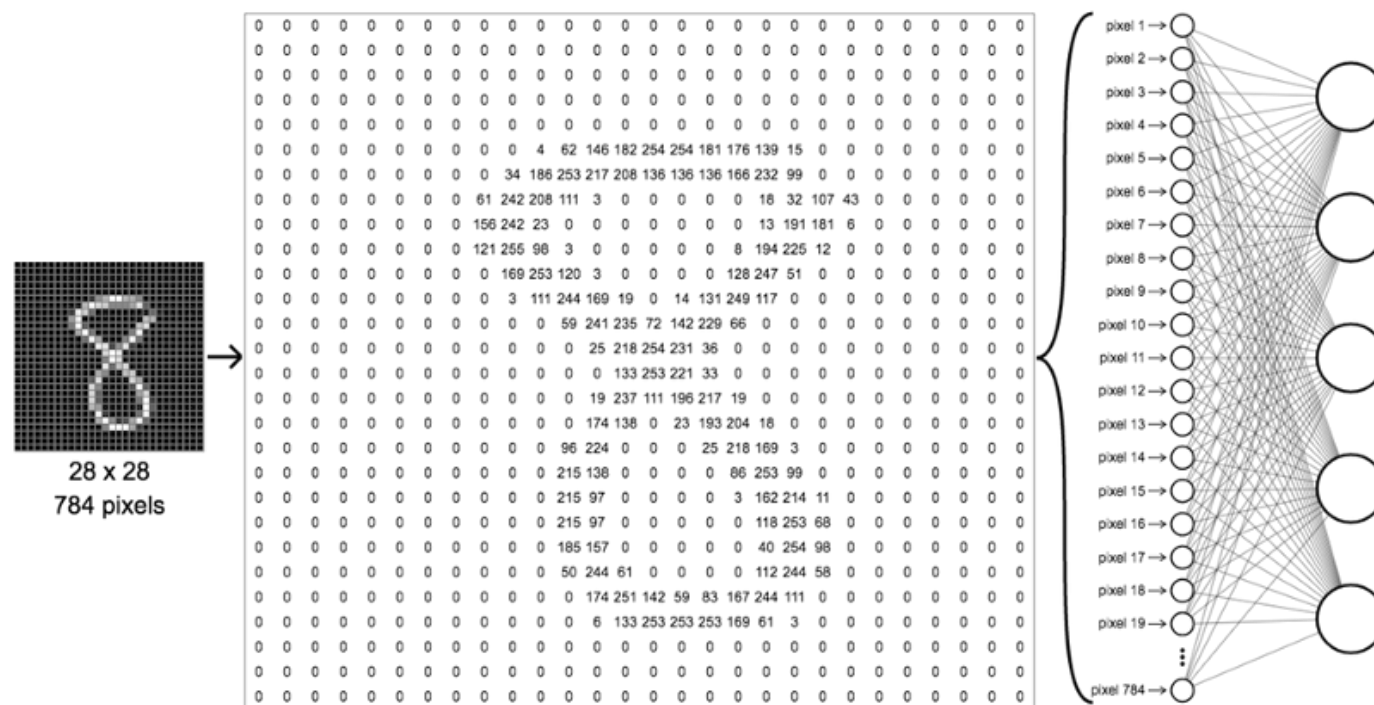 28 x 28
784 pixels
0 0 0 0 0 0 0 0 0 0 0 0 0 0 0 0 0 0 0 0 0 0 0 0 0 0 0 0
0 0 0 0 0 0 0 0 0 0 0 0 0 0 0 0 0 0 0 0 0 0 0 0 0 0 0 0
0 0 0 0 0 0 0 0 0 0 0 0 0 0 0 0 0 0 0 0 0 0 0 0 0 0 0 0
0 0 0 0 0 0 0 0 0 0 0 0 0 0 0 0 0 0 0 0 0 0 0 0 0 0 0 0
0 0 0 0 0 0 0 0 0 0 0 0 0 0 0 0 0 0 0 0 0 0 0 0 0 0 0 0
0 0 0 0 0 0 0 0 0 0 4 62 146 182 254 254 181 176 139 15 0 0 0 0 0 0 0 0
0 0 0 0 0 0 0 0 0 34 186 253 217 208 136 136 136 166 232 99 0 0 0 0 0 0 0 0
0 0 0 0 0 0 0 0 61 242 208 111 3 0 0 0 0 0 18 32 107 43 0 0 0 0 0 0
0 0 0 0 0 0 0 0 156 242 23 0 0 0 0 0 0 0 13 191 181 6 0 0 0 0 0 0
0 0 0 0 0 0 0 0 121 255 98 3 0 0 0 0 0 8 194 225 12 0 0 0 0 0 0 0
0 0 0 0 0 0 0 0 0 169 253 120 3 0 0 0 0 128 247 51 0 0 0 0 0 0 0 0
0 0 0 0 0 0 0 0 0 3 111 244 169 19 0 14 131 249 117 0 0 0 0 0 0 0 0 0
0 0 0 0 0 0 0 0 0 0 0 59 241 235 72 142 229 66 0 0 0 0 0 0 0 0 0 0
0 0 0 0 0 0 0 0 0 0 0 0 25 218 254 231 36 0 0 0 0 0 0 0 0 0 0 0
0 0 0 0 0 0 0 0 0 0 0 0 0 133 253 221 33 0 0 0 0 0 0 0 0 0 0 0
0 0 0 0 0 0 0 0 0 0 0 0 19 237 111 196 217 19 0 0 0 0 0 0 0 0 0 0
0 0 0 0 0 0 0 0 0 0 0 0 174 138 0 23 193 204 18 0 0 0 0 0 0 0 0 0
0 0 0 0 0 0 0 0 0 0 0 96 224 0 0 0 25 218 169 3 0 0 0 0 0 0 0 0
0 0 0 0 0 0 0 0 0 0 0 215 138 0 0 0 0 86 253 99 0 0 0 0 0 0 0 0
0 0 0 0 0 0 0 0 0 0 0 215 97 0 0 0 0 3 162 214 11 0 0 0 0 0 0 0
0 0 0 0 0 0 0 0 0 0 0 215 97 0 0 0 0 0 118 253 68 0 0 0 0 0 0 0
0 0 0 0 0 0 0 0 0 0 0 185 157 0 0 0 0 0 40 254 98 0 0 0 0 0 0 0
0 0 0 0 0 0 0 0 0 0 0 50 244 61 0 0 0 0 112 244 58 0 0 0 0 0 0 0
0 0 0 0 0 0 0 0 0 0 0 0 174 251 142 59 83 167 244 111 0 0 0 0 0 0 0 0
0 0 0 0 0 0 0 0 0 0 0 0 6 133 253 253 253 169 61 3 0 0 0 0 0 0 0 0
0 0 0 0 0 0 0 0 0 0 0 0 0 0 0 0 0 0 0 0 0 0 0 0 0 0 0 0
0 0 0 0 0 0 0 0 0 0 0 0 0 0 0 0 0 0 0 0 0 0 0 0 0 0 0 0
0 0 0 0 0 0 0 0 0 0 0 0 0 0 0 0 0 0 0 0 0 0 0 0 0 0 0 0
pixel 1
pixel 2
pixel 3
pixel 4
pixel 5
pixel 6
pixel 7
pixel 8
pixel 9
pixel 10
pixel 11
pixel 12
pixel 13
pixel 14
pixel 15
pixel 16
pixel 17
pixel 18
pixel 19
pixel 784